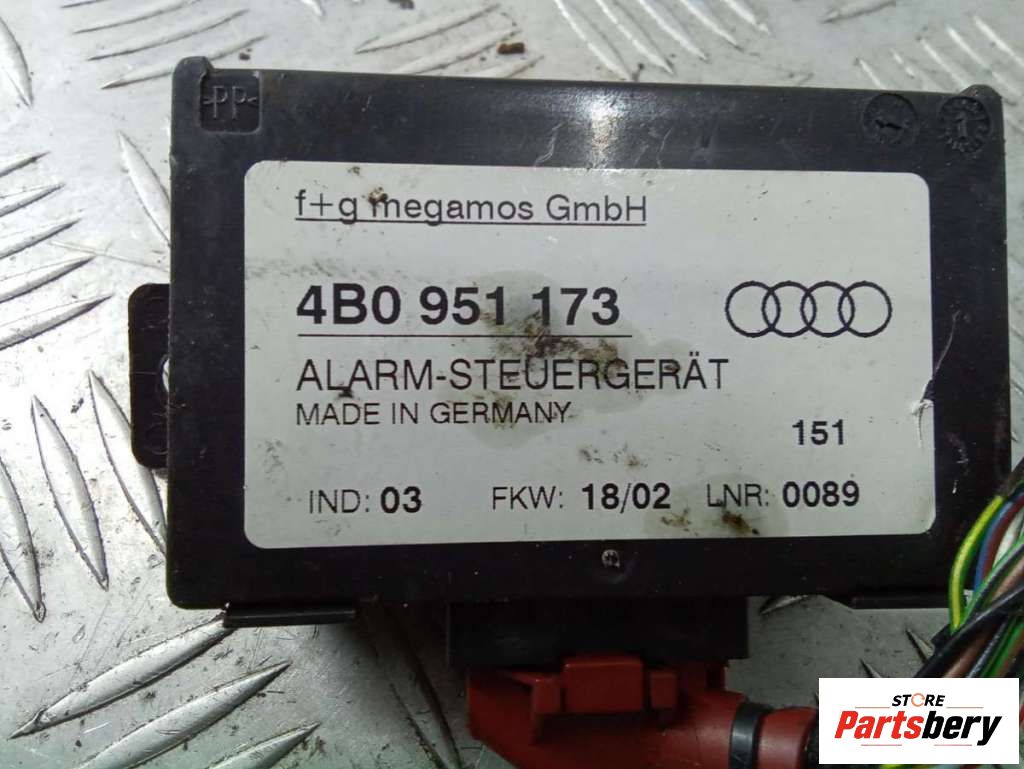 >PP<
f+g megamos GmbH
4B0 951 173
ALARM-STEUERGERÄT
MADE IN GERMANY
151
IND: 03 FKW: 18/02 LNR: 0089
STORE
Partsbery